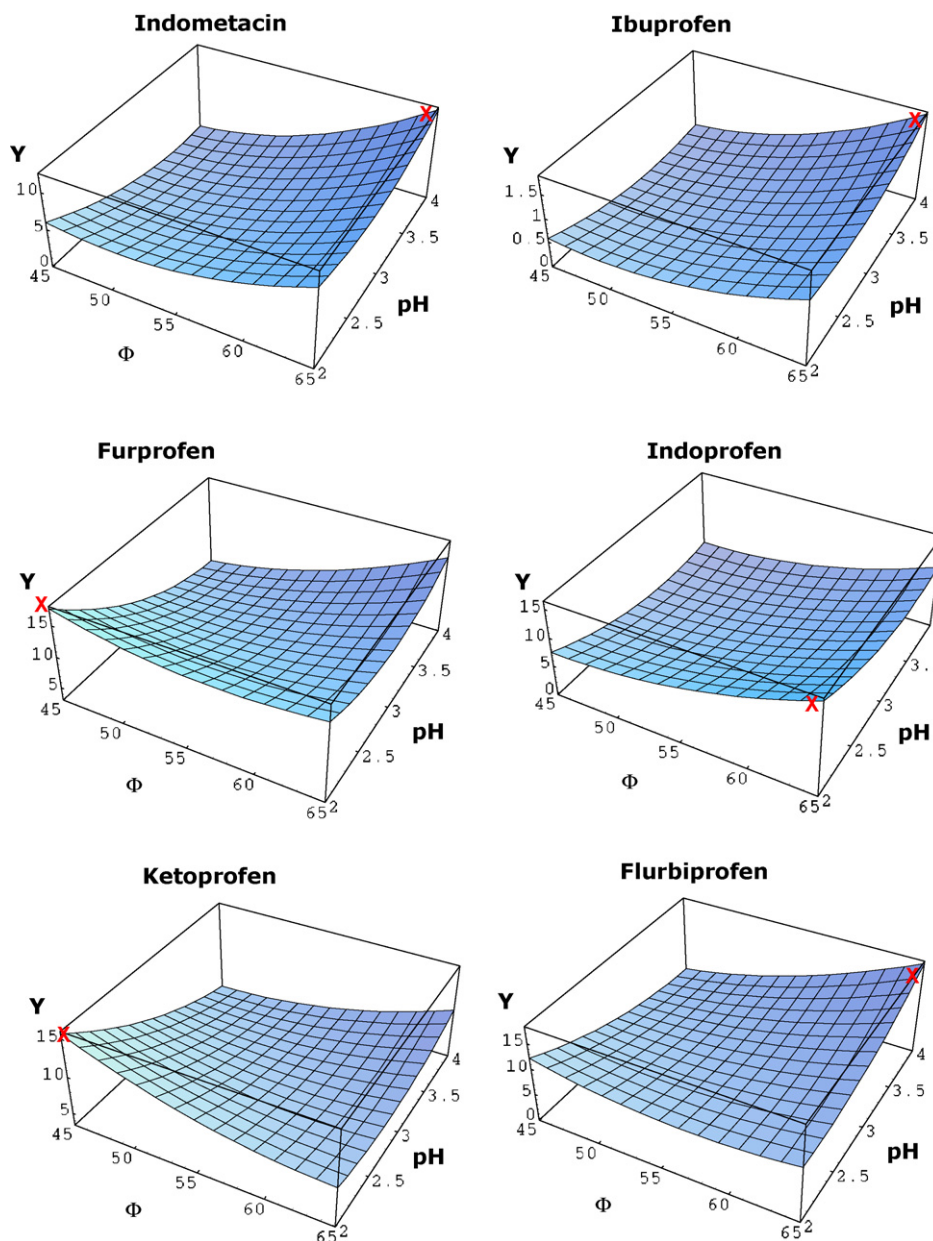 Indometacin
Y
10
5
0
45
50
55
60
65
2
2.5
3
3.5
4
pH
Φ
X
Ibuprofen
Y
1.5
1
0.5
0
45
50
55
60
65
2
2.5
3
3.5
4
pH
Φ
X
Furprofen
Y
X
15
10
5
45
50
55
60
65
2
2.5
3
3.5
4
pH
Φ
Indoprofen
Y
15
10
5
0
45
50
55
60
65
2
2.5
3
3.
pH
Φ
X
Ketoprofen
Y
15
X
10
5
45
50
55
60
65
2
2.5
3
3.5
4
pH
Φ
Flurbiprofen
Y
15
10
5
0
45
50
55
60
65
2
2.5
3
3.5
4
pH
Φ
X